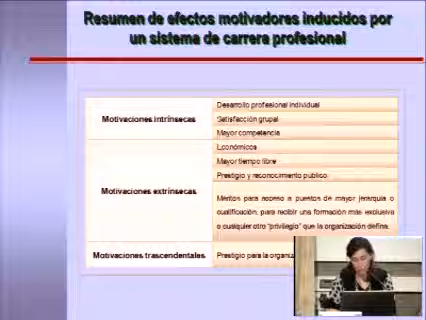 Resumen de efectos motivadores inducidos por
un sistema de carrera profesional
Motivaciones intrínsecas
Desarrollo profesional individual
Satisfacción grupal
Mayor competencia
Motivaciones extrínsecas
Económicos
Mayor tiempo libre
Prestigio y reconocimiento público
Méritos para acceso a puestos de mayor jerarquía o
cualificación, para recibir una formación más exclusiva
o cualquier otro "privilegio" que la organización defina.
Motivaciones trascendentales
Prestigio para la organiz